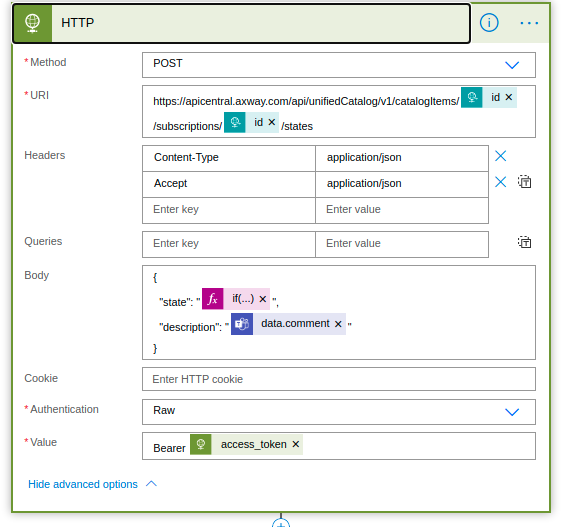 HTTP
* Method
POST
* URI
https://apicentral.axway.com/api/unifiedCatalog/v1/catalogItems/ id ×
/subscriptions/ id × /states
Headers
Content-Type application/json
Accept application/json
Enter key Enter value
Queries
Enter key Enter value
Body
{
"state": " fx if(...) × ",
"description": " data.comment × "
}
Cookie
Enter HTTP cookie
* Authentication
Raw
* Value
Bearer access_token ×
Hide advanced options